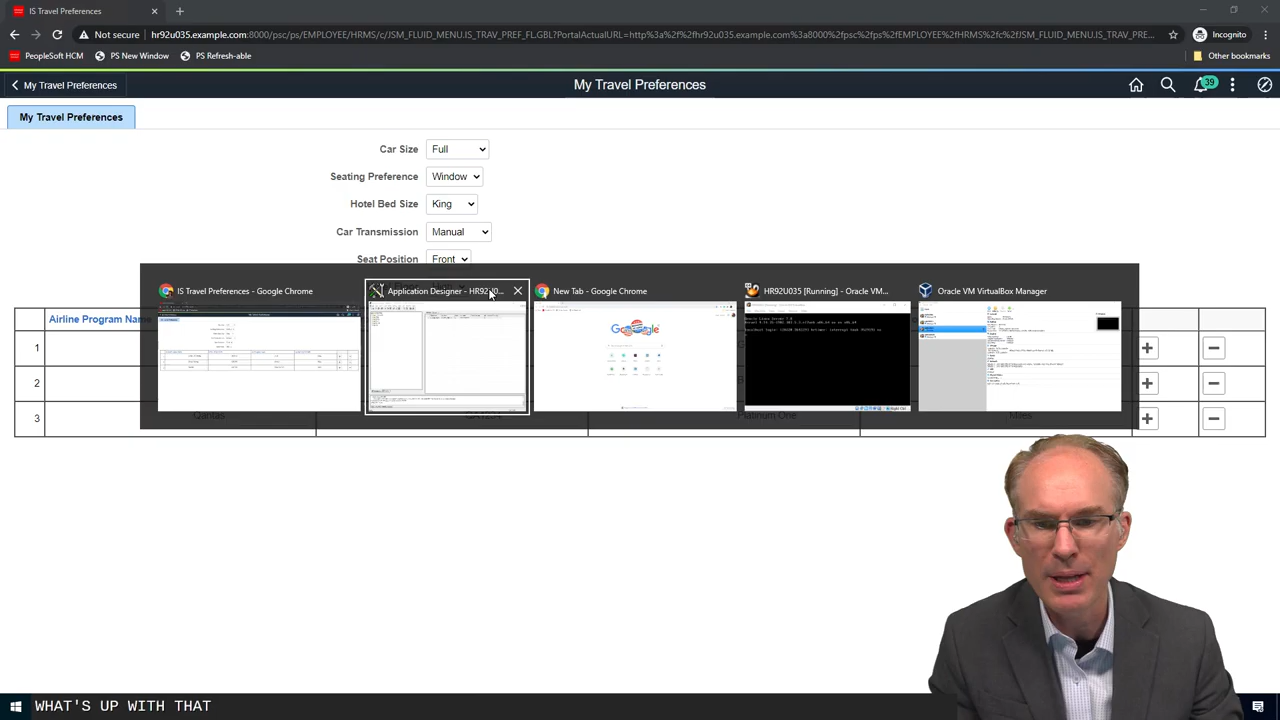 IS Travel Preferences
Not secure
hr92u035.example.com:8000/psc/ps/EMPLOYEE/HRMS/c/JSM_FLUID_MENU.IS_TRAV_PREF_FL.GBL?PortalActualURL=http%3a%2f%2fhr92u035.example.com%3a8000%2fpsc%2fps%2fEMPLOYEE%2fHRMS%2fc%2fJSM_FLUID_MENU.IS_TRAV_PRE...
Incognito
PeopleSoft HCM
PS New Window
PS Refresh-able
Other bookmarks
My Travel Preferences
My Travel Preferences
39
My Travel Preferences
Car Size
Full
Seating Preference
Window
Hotel Bed Size
King
Car Transmission
Manual
Seat Position
Front
IS Travel Preferences - Google Chrome
Application Designer - HR92U0...
New Tab - Google Chrome
HR92U035 [Running] - Oracle VM...
Oracle VM VirtualBox Manager
Airline Program Name
1
2
3
Qantas
Platinum One
Miles
WHAT'S UP WITH THAT